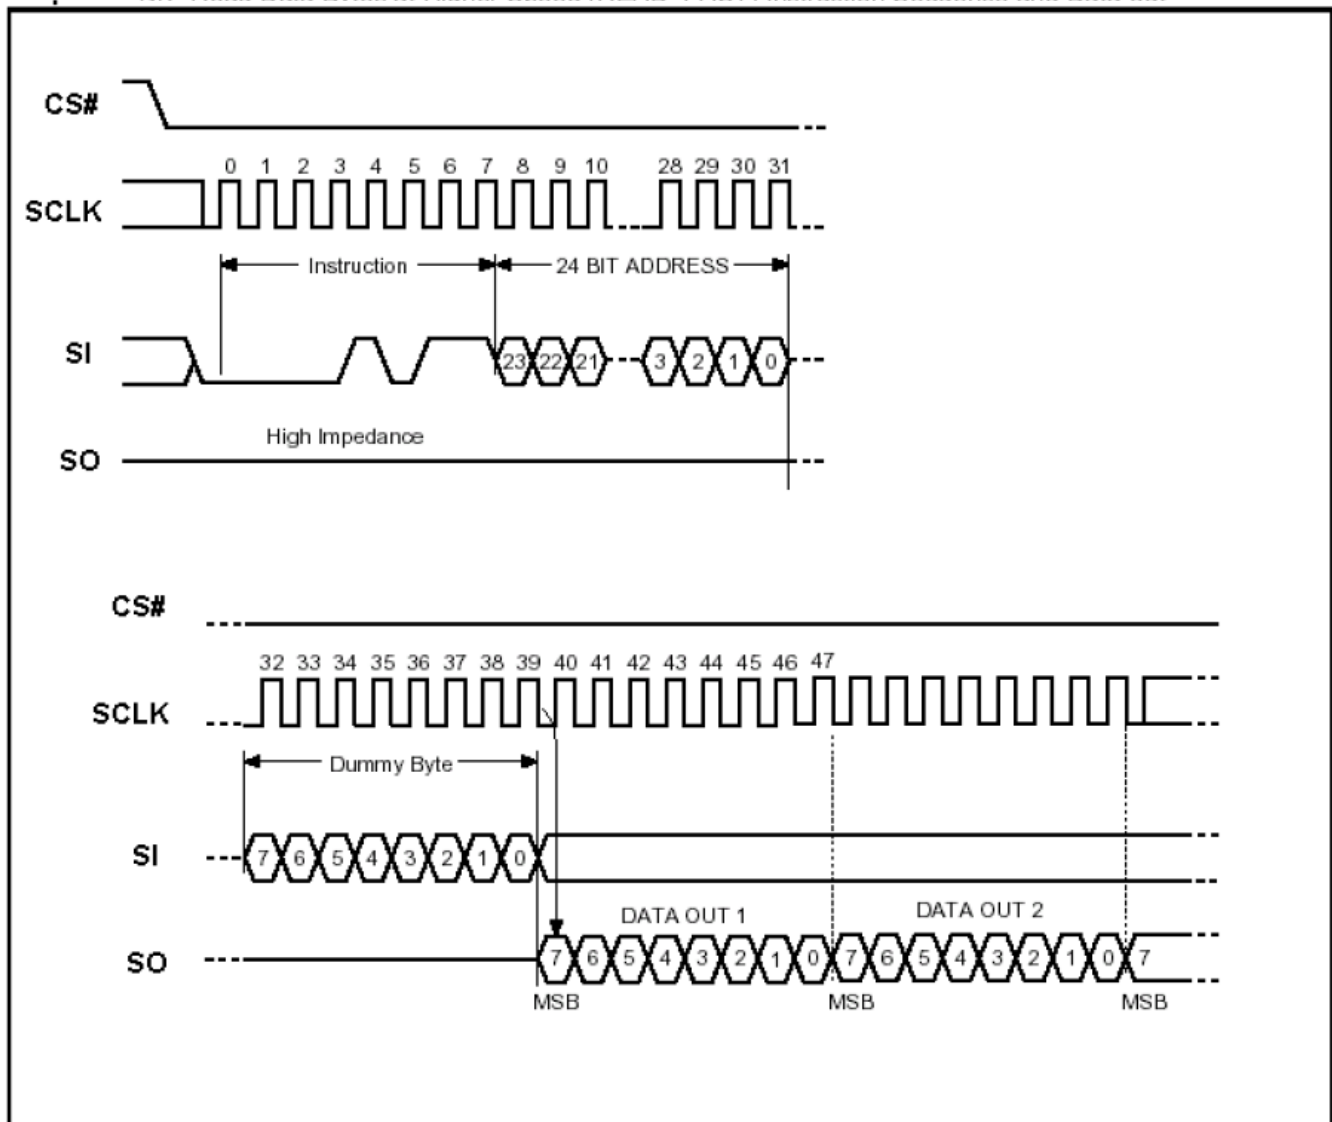 CS#
0 1 2 3 4 5 6 7 8 9 10 28 29 30 31
SCLK
Instruction 24 BIT ADDRESS
SI
23 22 21 3 2 1 0
High Impedance
SO
CS#
32 33 34 35 36 37 38 39 40 41 42 43 44 45 46 47
SCLK
Dummy Byte
SI
7 6 5 4 3 2 1 0
DATA OUT 1 DATA OUT 2
SO
7 6 5 4 3 2 1 0 7 6 5 4 3 2 1 0 7
MSB MSB MSB